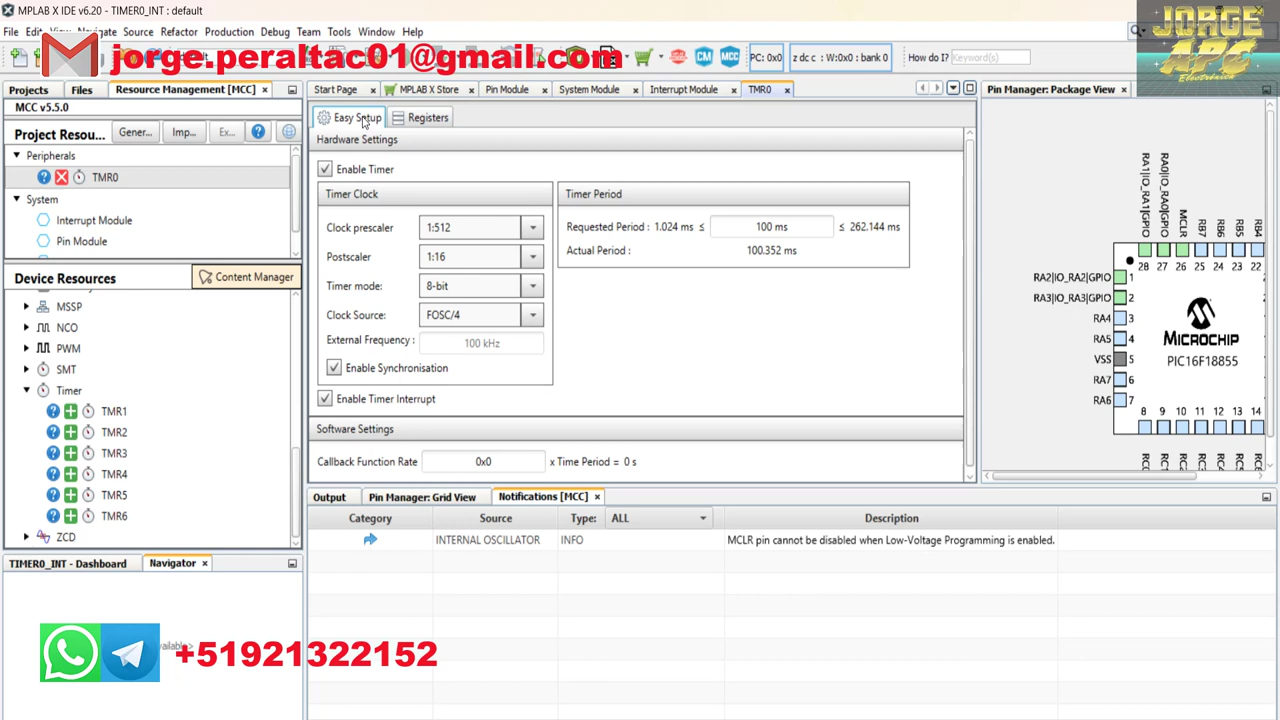 MPLAB X IDE v6.20 - TIMER0_INT : default
File Edit View Navigate Source Refactor Production Debug Team Tools Window Help
jorge.peraltac01@gmail.com
PC: 0x0
z dc c : W:0x0 : bank 0
How do I?
Keyword(s)
JORGE
APC
Electrónica
Projects
Files
Resource Management [MCC]
MCC v5.5.0
Project Resou...
Gener...
Imp...
Ex...
Peripherals
TMR0
System
Interrupt Module
Pin Module
Device Resources
Content Manager
MSSP
NCO
PWM
SMT
Timer
TMR1
TMR2
TMR3
TMR4
TMR5
TMR6
ZCD
TIMER0_INT - Dashboard
Navigator
Start Page
MPLAB X Store
Pin Module
System Module
Interrupt Module
TMR0
Easy Setup
Registers
Hardware Settings
Enable Timer
Timer Clock
Clock prescaler 1:512
Postscaler 1:16
Timer mode: 8-bit
Clock Source: FOSC/4
External Frequency : 100 kHz
Enable Synchronisation
Enable Timer Interrupt
Timer Period
Requested Period : 1.024 ms ≤ 100 ms ≤ 262.144 ms
Actual Period : 100.352 ms
Software Settings
Callback Function Rate 0x0 x Time Period = 0 s
Output
Pin Manager: Grid View
Notifications [MCC]
Category Source Type: ALL Description
INTERNAL OSCILLATOR INFO MCLR pin cannot be disabled when Low-Voltage Programming is enabled.
Pin Manager: Package View
RA1|IO_RA1|GPIO
RA0|IO_RA0|GPIO
MCLR
RB7
RB6
RB5
RB4
28 27 26 25 24 23 22
RA2|IO_RA2|GPIO 1
RA3|IO_RA3|GPIO 2
RA4 3
RA5 4
VSS 5
RA7 6
RA6 7
MICROCHIP
PIC16F18855
8 9 10 11 12 13 14
+51921322152